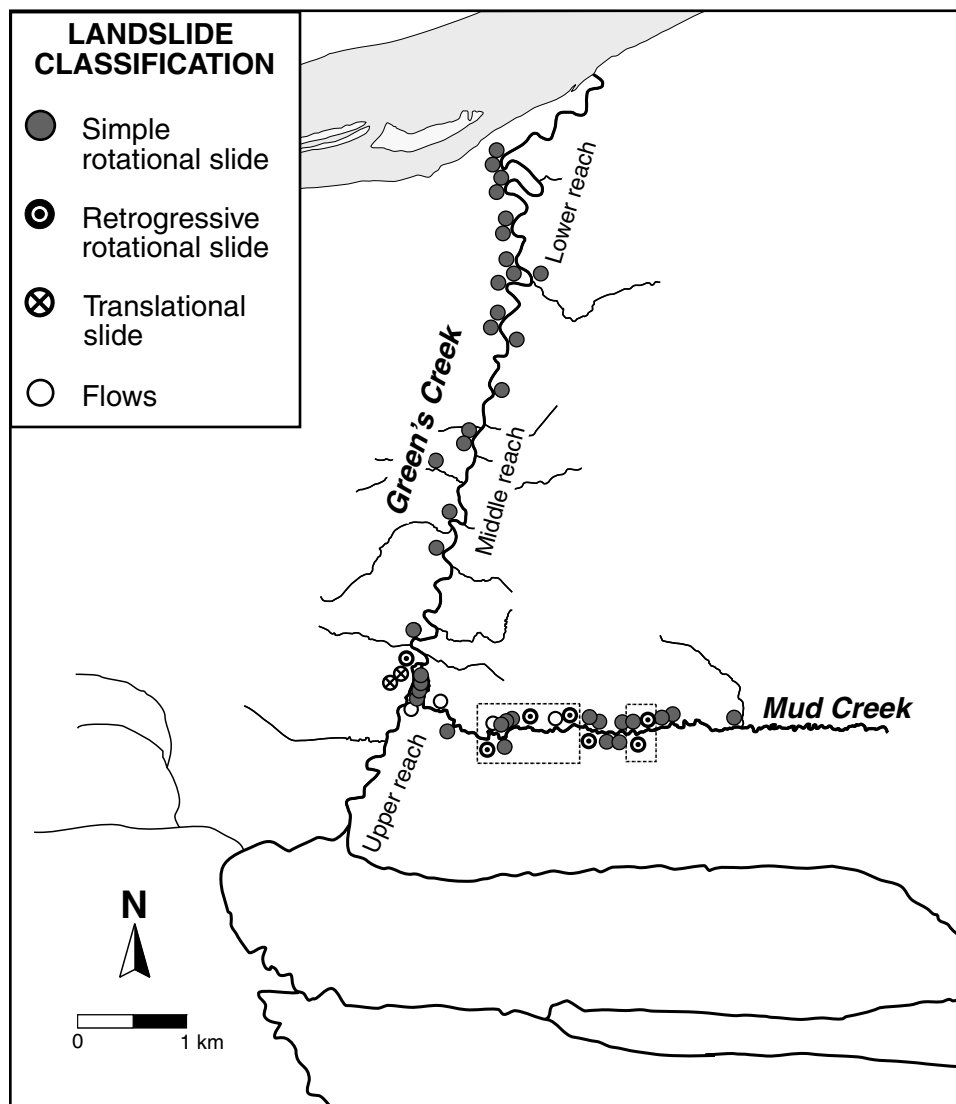 LANDSLIDE
CLASSIFICATION
Simple
rotational slide
Retrogressive
rotational slide
Translational
slide
Flows
Lower reach
Green's Creek
Middle reach
Mud Creek
Upper reach
N
0 1 km